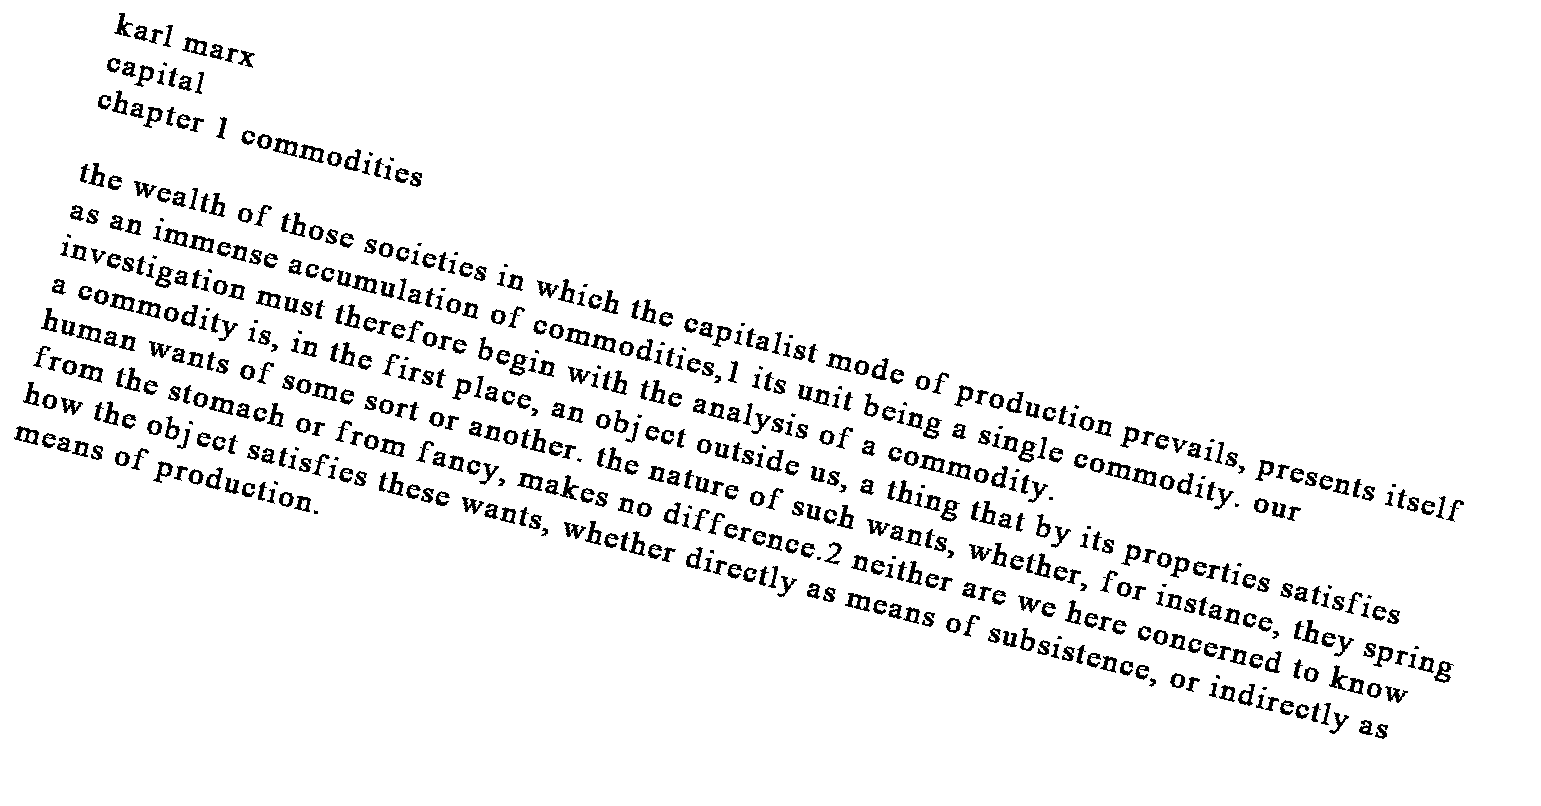 karl marx
capital
chapter 1 commodities
the wealth of those societies in which the capitalist mode of production prevails, presents itself
as an immense accumulation of commodities,1 its unit being a single commodity. our
investigation must therefore begin with the analysis of a commodity.
a commodity is, in the first place, an object outside us, a thing that by its properties satisfies
human wants of some sort or another. the nature of such wants, whether, for instance, they spring
from the stomach or from fancy, makes no difference.2 neither are we here concerned to know
how the object satisfies these wants, whether directly as means of subsistence, or indirectly as
means of production.